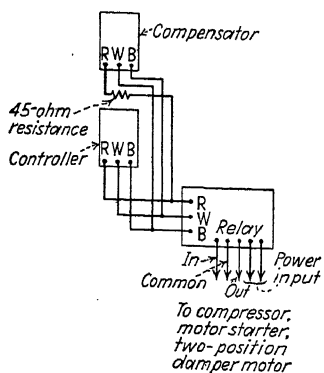 Compensator
R W B
45-ohm
resistance
Controller
R W B
R
W
B
Relay
In
Common
Out
Power
input
To compressor,
motor starter,
two-position
damper motor